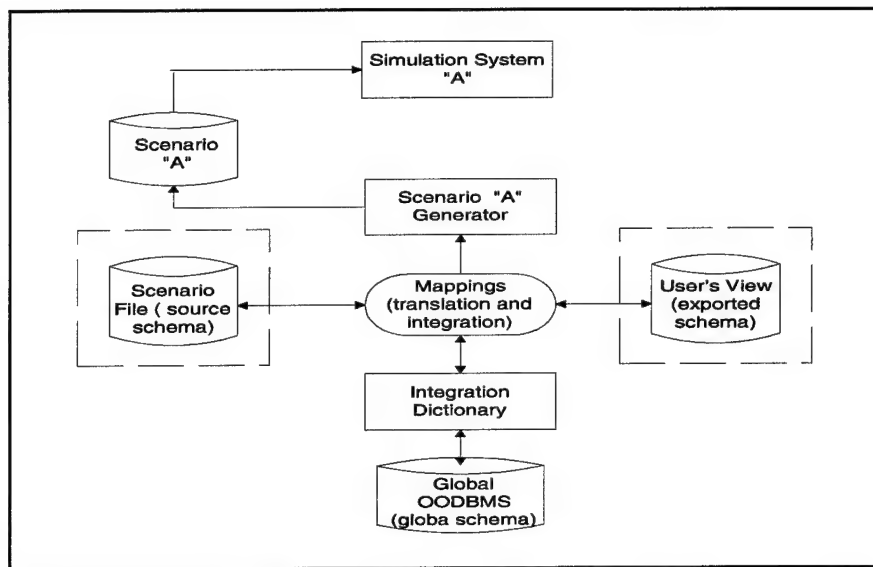 Simulation System
"A"
Scenario
"A"
Scenario "A"
Generator
Scenario
File ( source
schema)
Mappings
(translation and
integration)
User's View
(exported
schema)
Integration
Dictionary
Global
OODBMS
(globa schema)